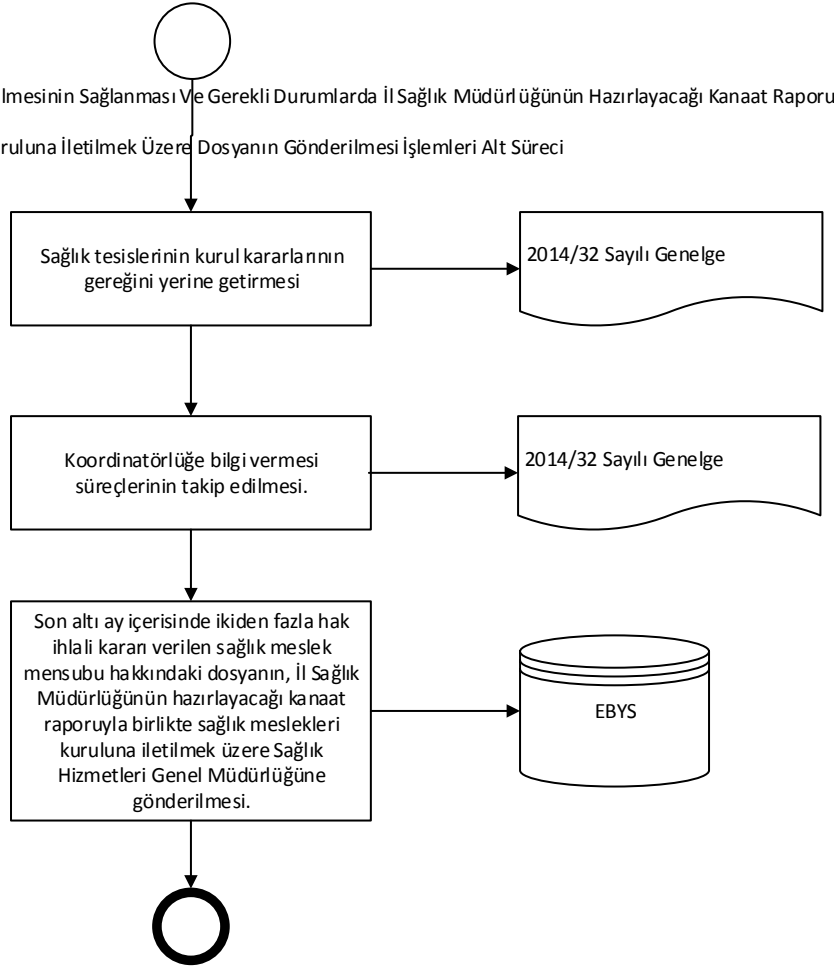 lmesinin Sağlanması Ve Gerekli Durumlarda İl Sağlık Müdürlüğünün Hazırlayacağı Kanaat Raporu
ruluna İletilmek Üzere Dosyanın Gönderilmesi İşlemleri Alt Süreci
Sağlık tesislerinin kurul kararlarının
gereğini yerine getirmesi
2014/32 Sayılı Genelge
Koordinatörlüğe bilgi vermesi
süreçlerinin takip edilmesi.
2014/32 Sayılı Genelge
Son altı ay içerisinde ikiden fazla hak
ihlali kararı verilen sağlık meslek
mensubu hakkındaki dosyanın, İl Sağlık
Müdürlüğünün hazırlayacağı kanaat
raporuyla birlikte sağlık meslekleri
kuruluna iletilmek üzere Sağlık
Hizmetleri Genel Müdürlüğüne
gönderilmesi.
EBYS